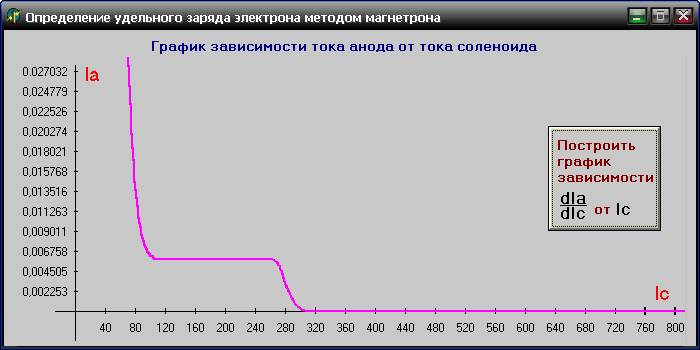 Определение удельного заряда электрона методом магнетрона
График зависимости тока анода от тока соленоида
0.027032
0,024779
0,022526
0,020274
0,018021
0,015768
0,013516
0,011263
0,009011
0,006758
0,004505
0,002253
Ia
Построить
график
зависимости
dIa
dIc от Ic
Ic
40 80 120 160 200 240 280 320 360 400 440 480 520 560 600 640 680 720 760 800